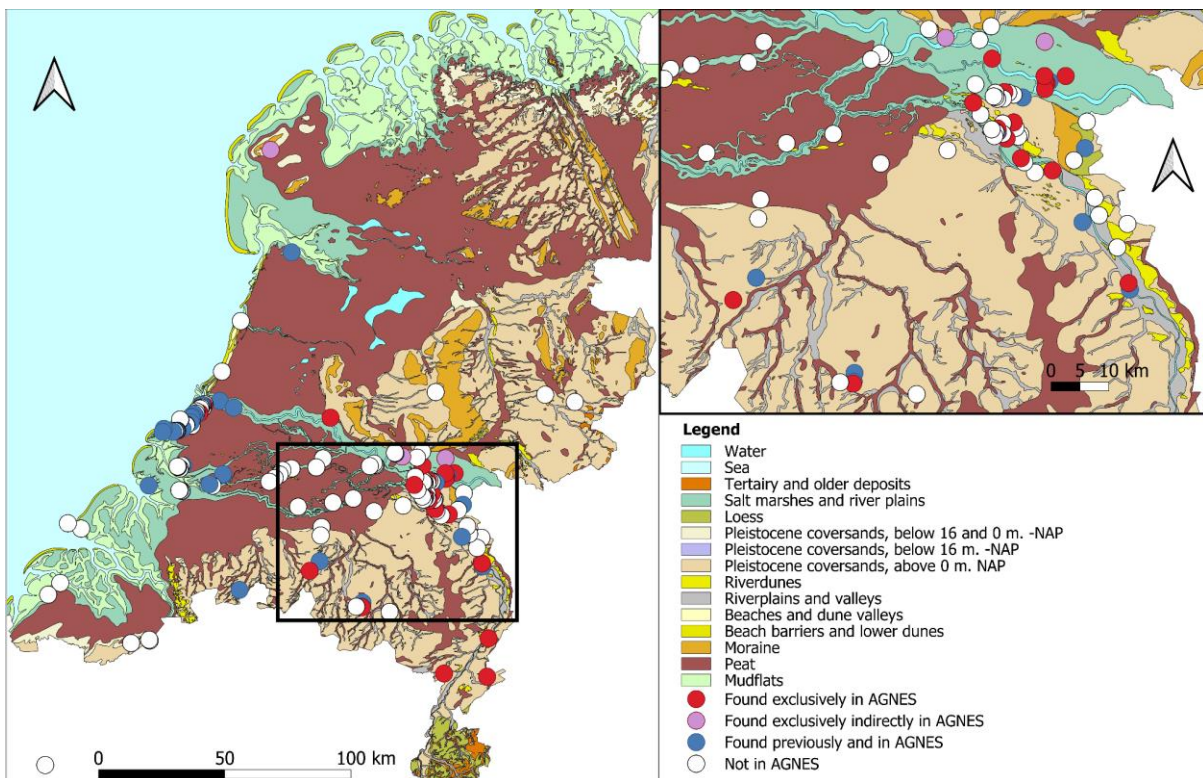 0 5 10 km
Legend
Water
Sea
Tertairy and older deposits
Salt marshes and river plains
Loess
Pleistocene coversands, below 16 and 0 m. -NAP
Pleistocene coversands, below 16 m. -NAP
Pleistocene coversands, above 0 m. NAP
Riverdunes
Riverplains and valleys
Beaches and dune valleys
Beach barriers and lower dunes
Moraine
Peat
Mudflats
Found exclusively in AGNES
Found exclusively indirectly in AGNES
Found previously and in AGNES
Not in AGNES
0 50 100 km